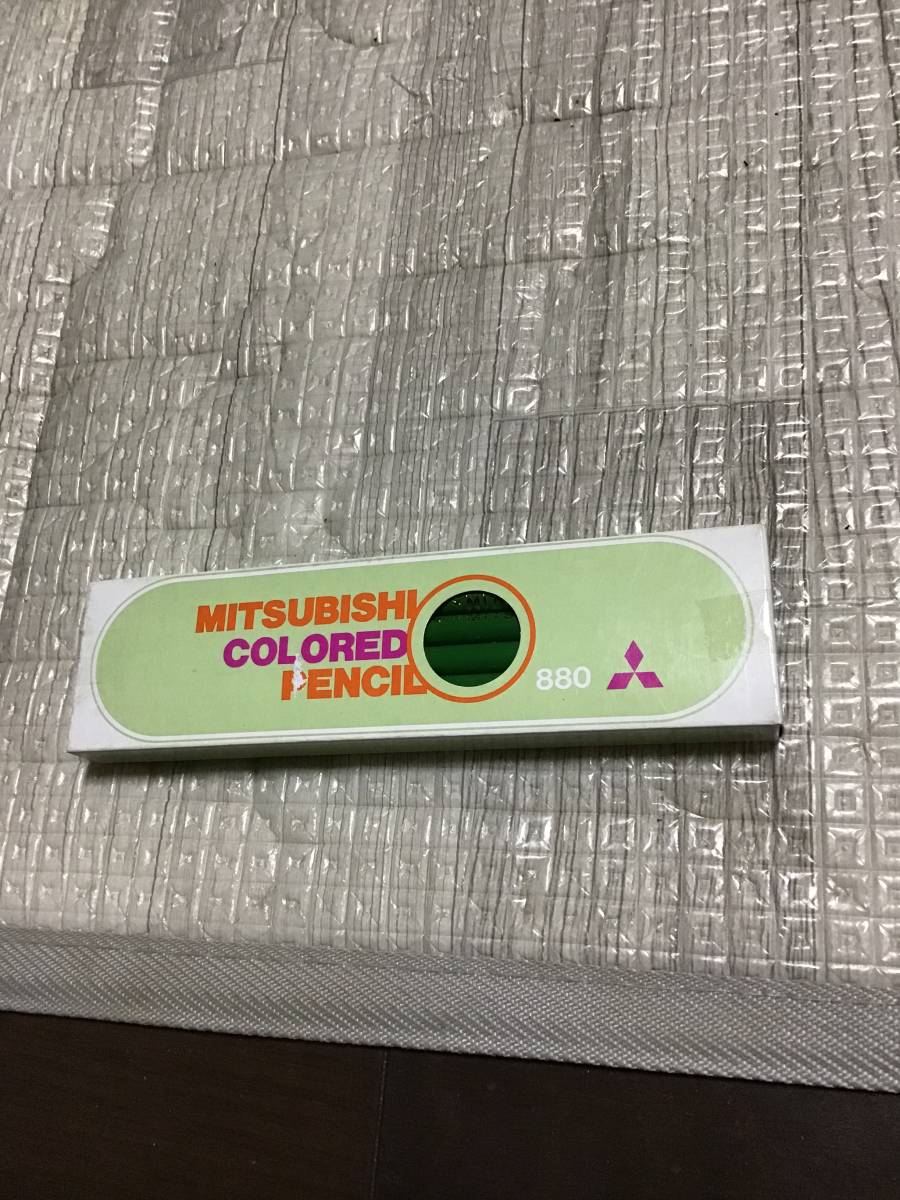 MITSUBISHI
COLORED
PENCIL
880